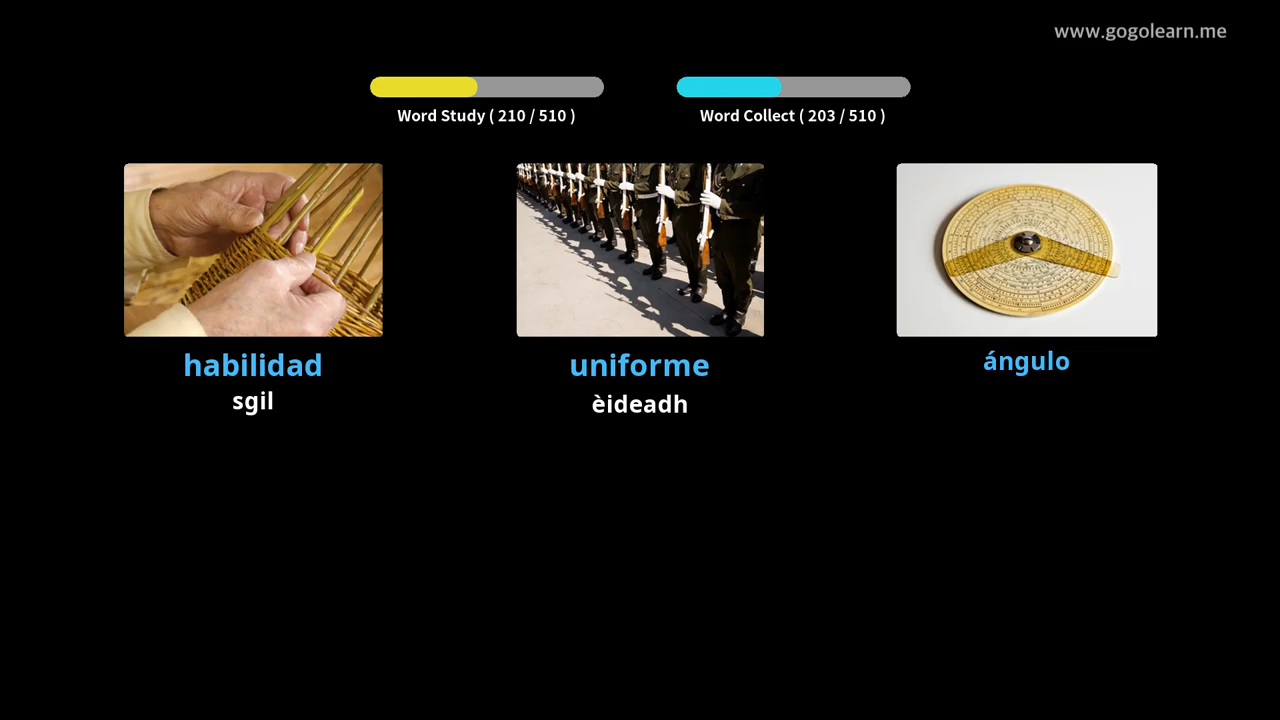 www.gogolearn.me
Word Study ( 210 / 510 )
Word Collect ( 203 / 510 )
habilidad
sgil
uniforme
èideadh
ángulo